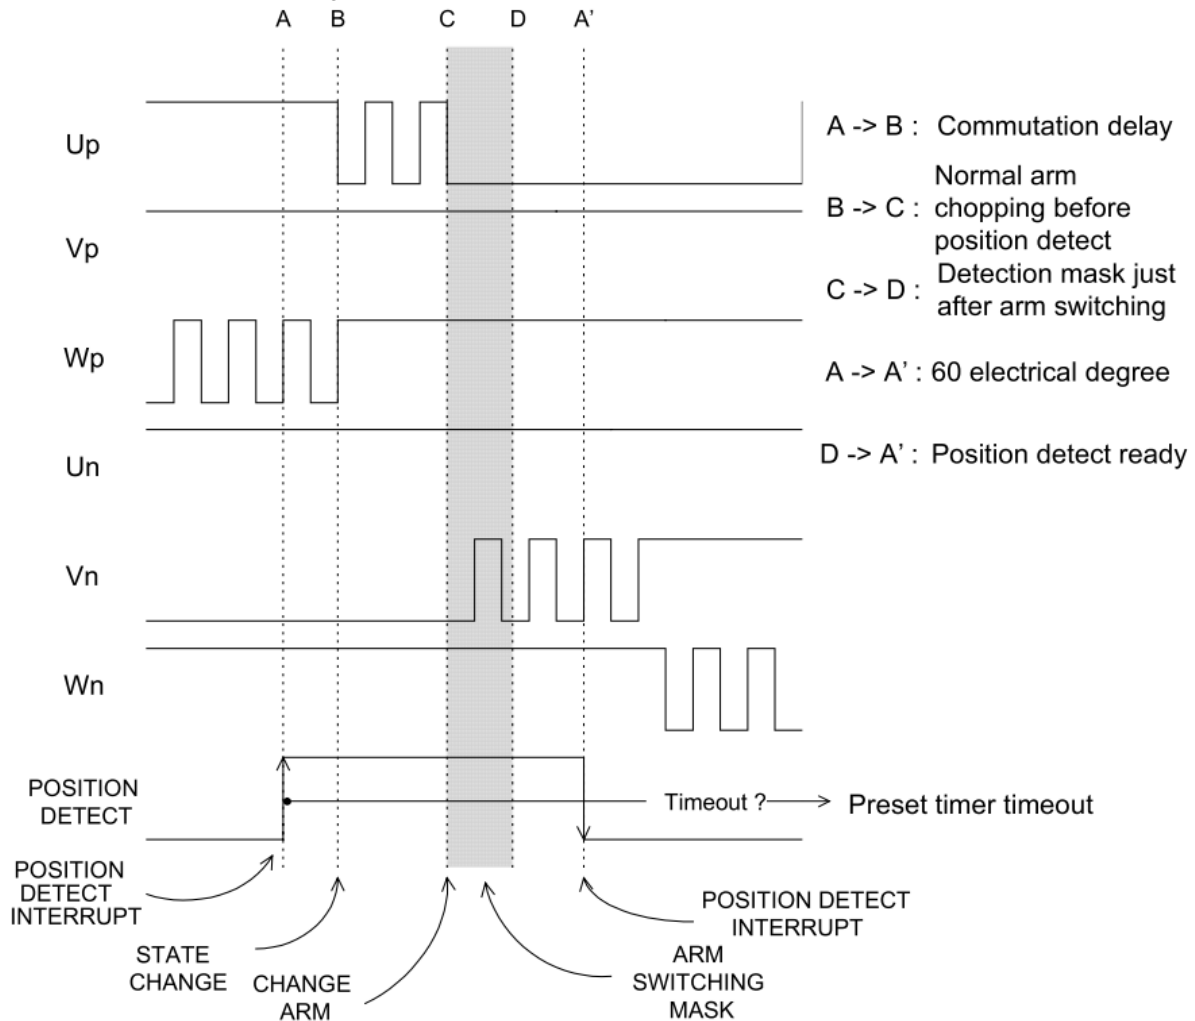 A B C D A’
Up
A -> B : Commutation delay
Normal arm
B -> C : chopping before
position detect
Vp
C -> D : Detection mask just
after arm switching
Wp
A -> A’ : 60 electrical degree
Un
D -> A’ : Position detect ready
Vn
Wn
POSITION
DETECT
Timeout ?
Preset timer timeout
POSITION
DETECT
INTERRUPT
STATE
CHANGE
CHANGE
ARM
ARM
SWITCHING
MASK
POSITION DETECT
INTERRUPT